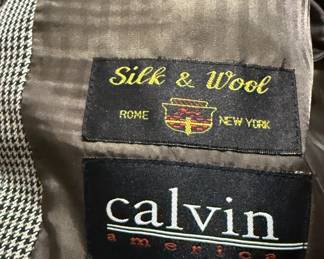 Silk & Wool
ROME NEW YORK
calvin
america